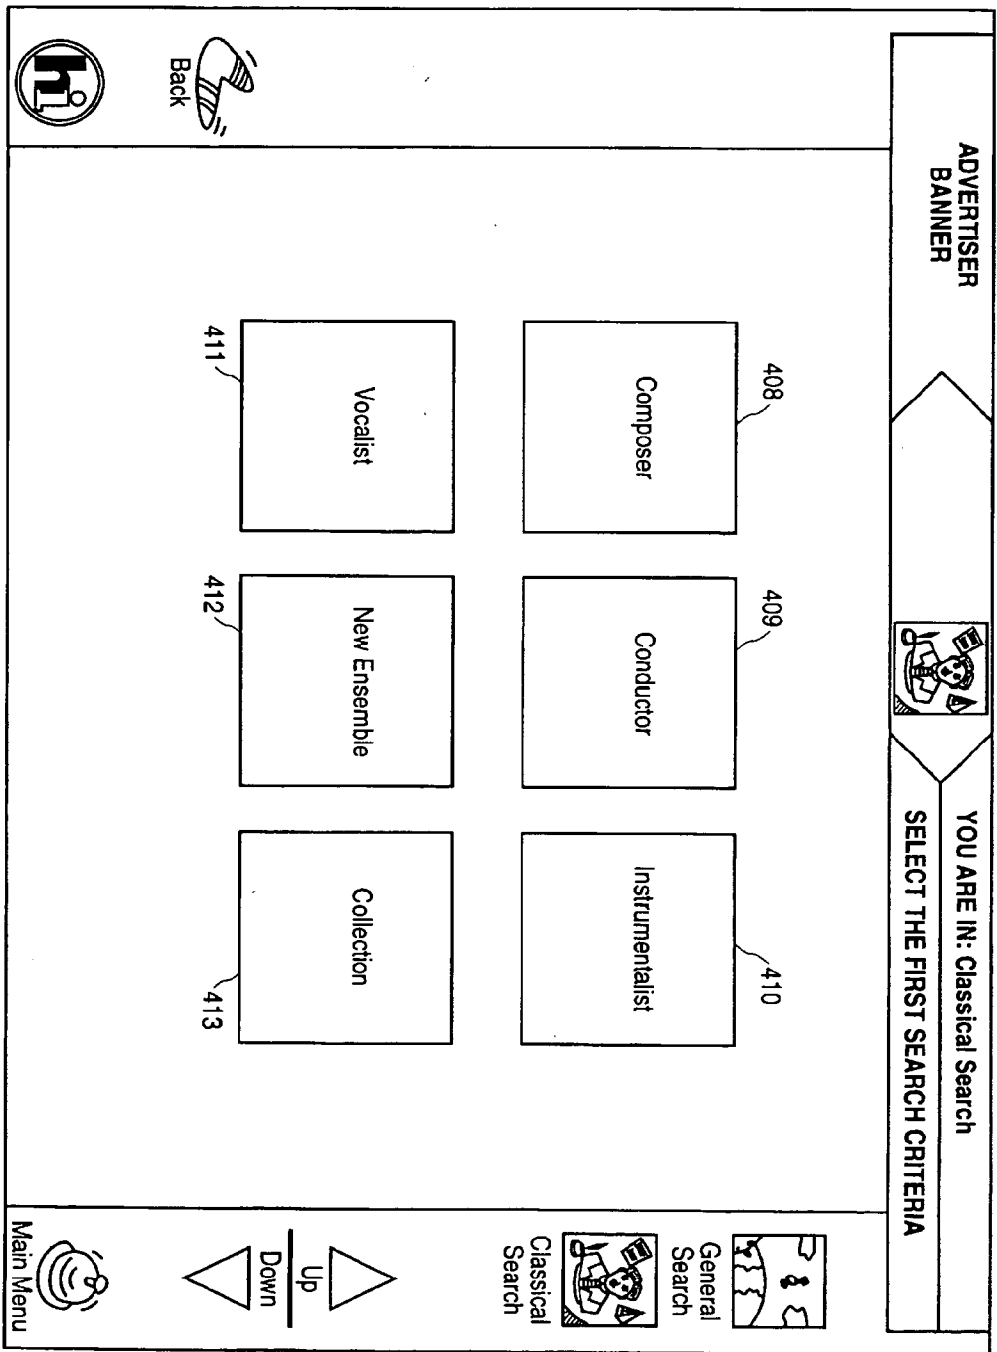 ADVERTISER
BANNER
YOU ARE IN: Classical Search
SELECT THE FIRST SEARCH CRITERIA
Back
hi
408
409
410
Composer
Conductor
Instrumentalist
Vocalist
New Ensemble
Collection
411
412
413
General
Search
Classical
Search
Up
Down
Main Menu